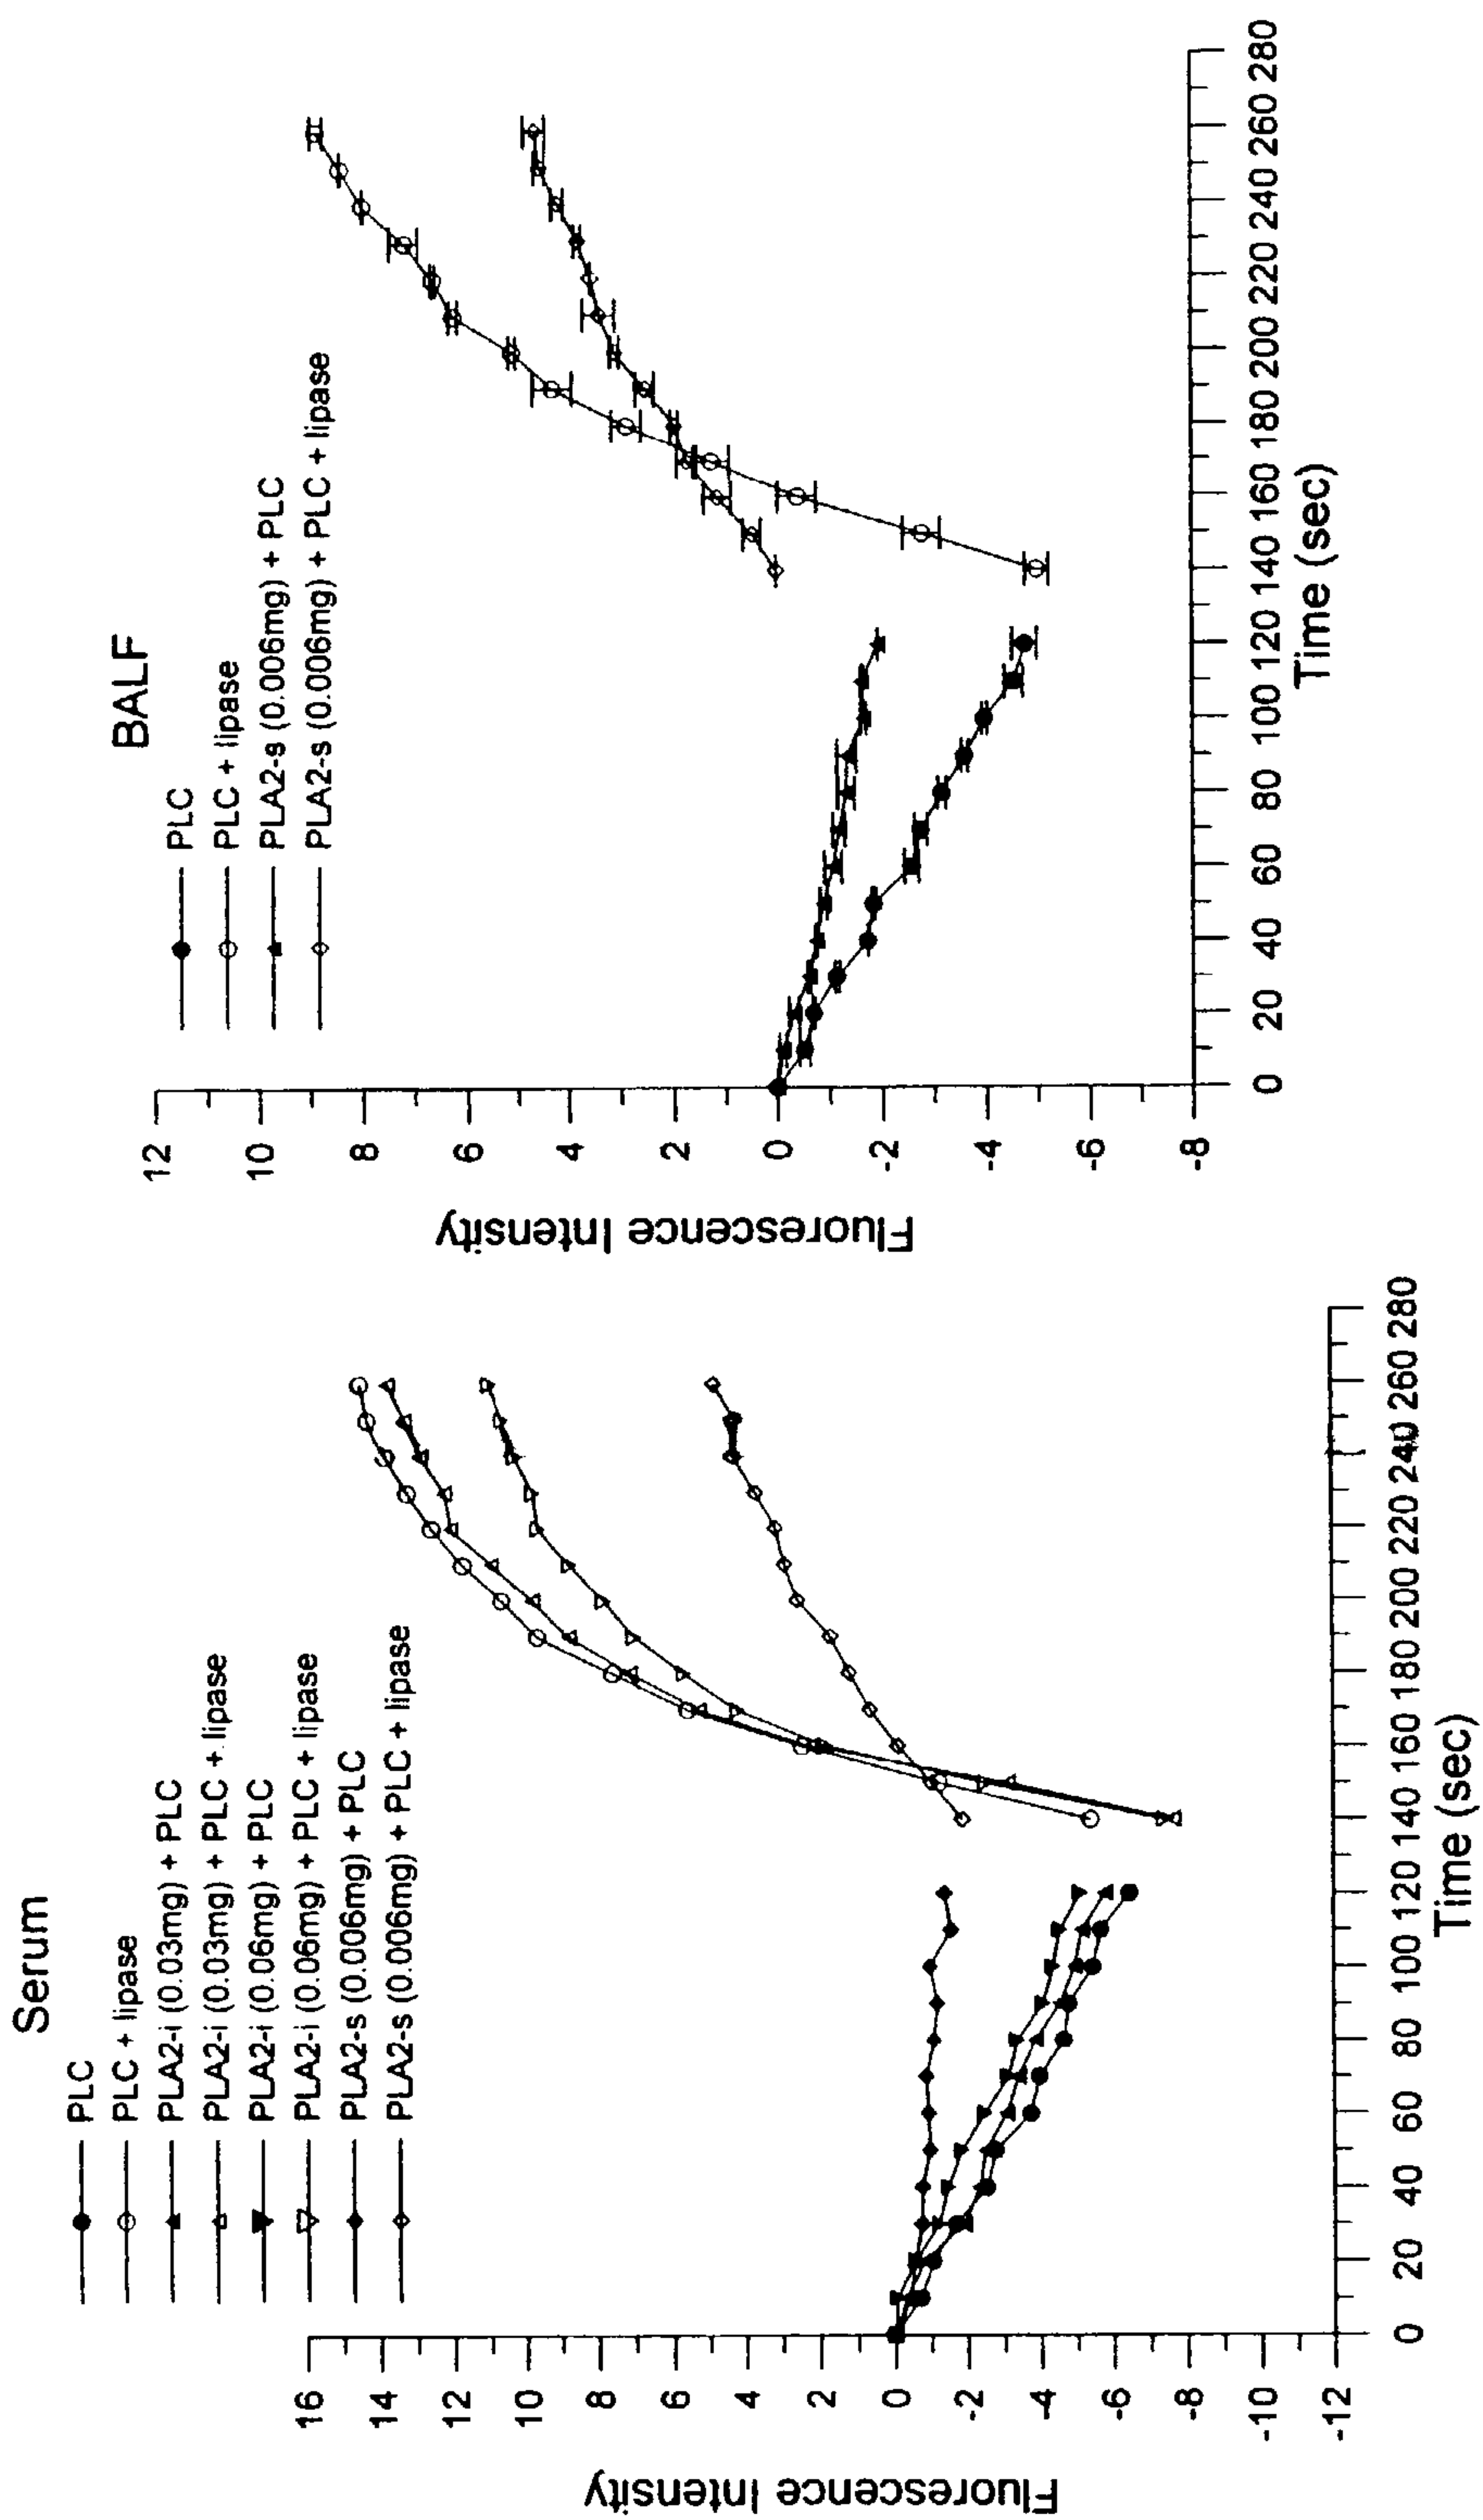 Serum
PLC
PLC + lipase
PLA2-i (0.03mg) + PLC
PLA2-i (0.03mg) + PLC + lipase
PLA2-i (0.06mg) + PLC
PLA2-i (0.06mg) + PLC + lipase
PLA2-s (0.006mg) + PLC
PLA2-s (0.006mg) + PLC + lipase
Fluorescence Intensity
16
14
12
10
8
6
4
2
0
-2
-4
-6
-8
-10
-12
0 20 40 60 80 100 120 140 160 180 200 220 240 260 280
Time (sec)
BALF
PLC
PLC + lipase
PLA2-s (0.006mg) + PLC
PLA2-s (0.006mg) + PLC + lipase
Fluorescence Intensity
12
10
8
6
4
2
0
-2
-4
-6
-8
0 20 40 60 80 100 120 140 160 180 200 220 240 260 280
Time (sec)